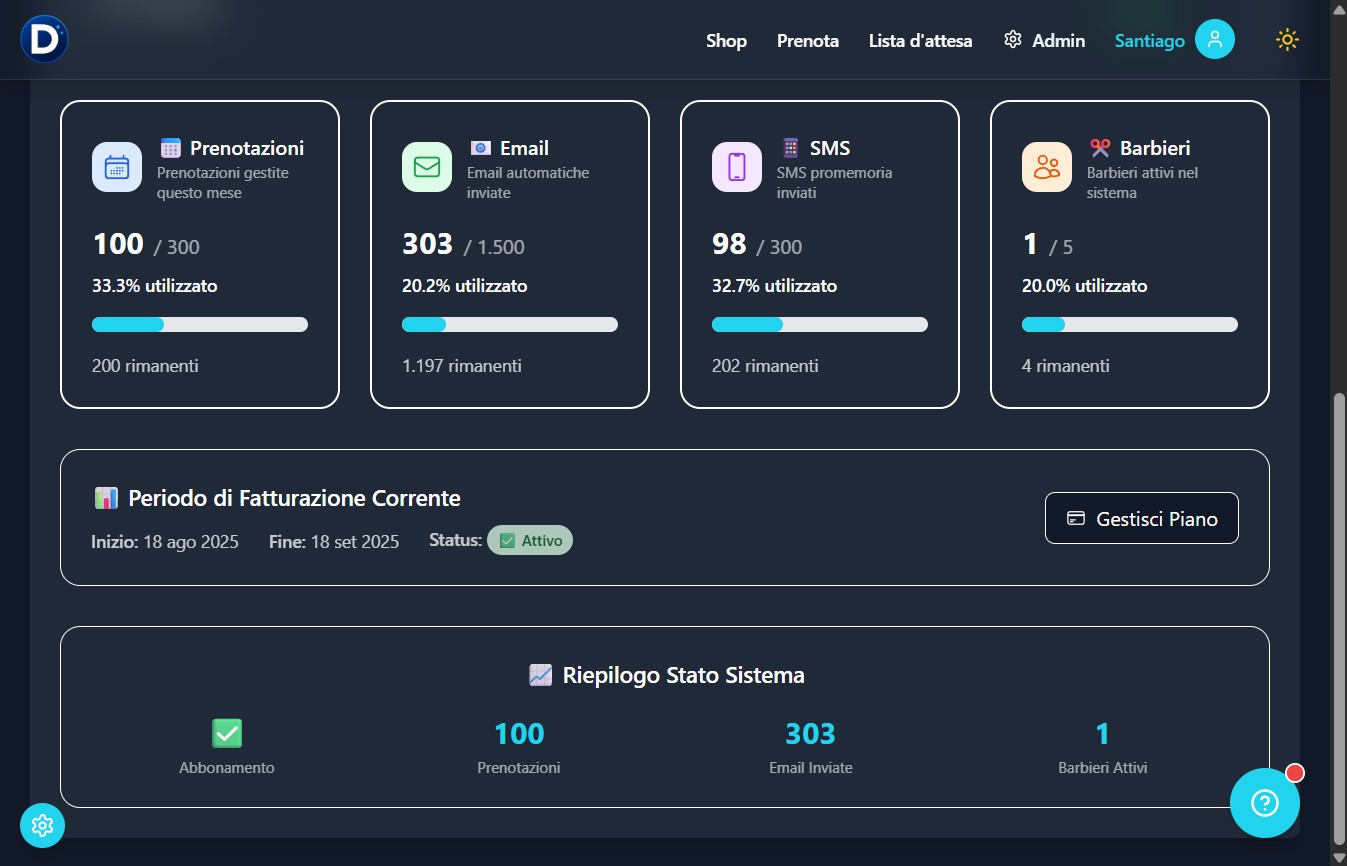 D
Shop
Prenota
Lista d'attesa
Admin
Santiago
Prenotazioni
Prenotazioni gestite
questo mese
100 / 300
33.3% utilizzato
200 rimanenti
Email
Email automatiche
inviate
303 / 1.500
20.2% utilizzato
1.197 rimanenti
SMS
SMS promemoria
inviati
98 / 300
32.7% utilizzato
202 rimanenti
Barbieri
Barbieri attivi nel
sistema
1 / 5
20.0% utilizzato
4 rimanenti
Periodo di Fatturazione Corrente
Inizio: 18 ago 2025
Fine: 18 set 2025
Status: Attivo
Gestisci Piano
Riepilogo Stato Sistema
Abbonamento
100
Prenotazioni
303
Email Inviate
1
Barbieri Attivi
?